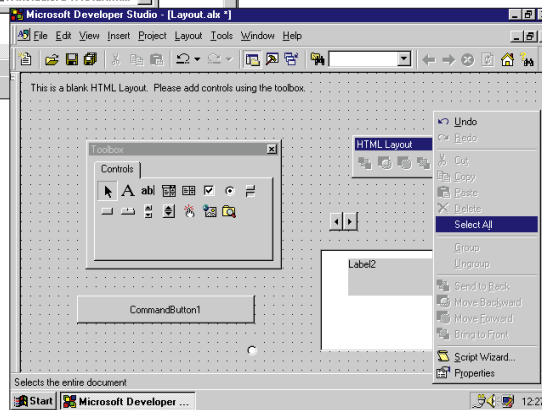 Microsoft Developer Studio - [Layout.alx *]
File Edit View Insert Project Layout Tools Window Help
This is a blank HTML Layout. Please add controls using the toolbox.
Toolbox
Controls
A ab|
HTML Layout
Undo
Redo
Cut
Copy
Paste
Delete
Select All
Group
Ungroup
Send to Back
Move Backward
Move Forward
Bring to Front
Script Wizard...
Properties
Label2
CommandButton1
Selects the entire document
Start Microsoft Developer ... 12:27